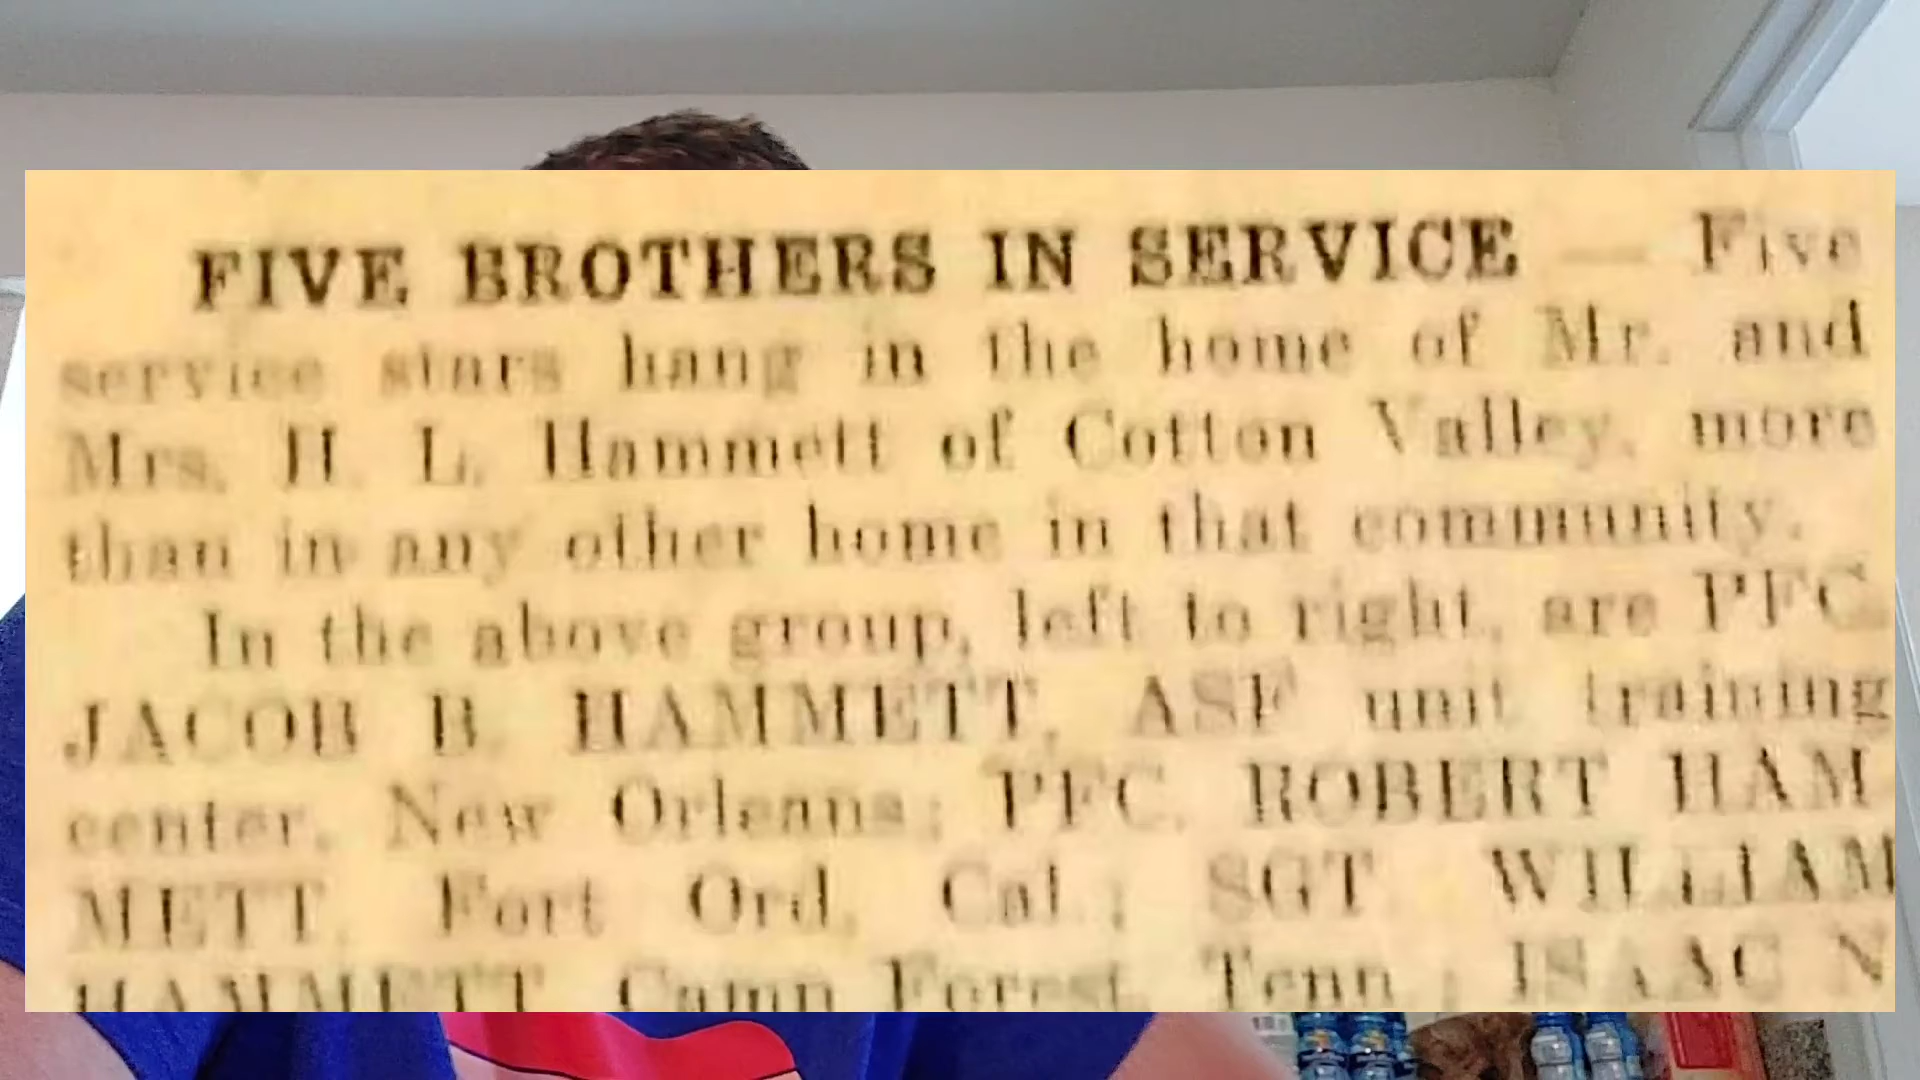 FIVE BROTHERS IN SERVICE — Five
service stars hang in the home of Mr. and
Mrs. H. L. Hammett of Cotton Valley, more
than in any other home in that community.
In the above group, left to right, are PFC.
JACOB B. HAMMETT, ASF unit training
center, New Orleans; PFC. ROBERT HAM-
METT, Fort Ord, Cal.; SGT. WILLIAM
HAMMETT, Camp Forest, Tenn.; ISAAC N